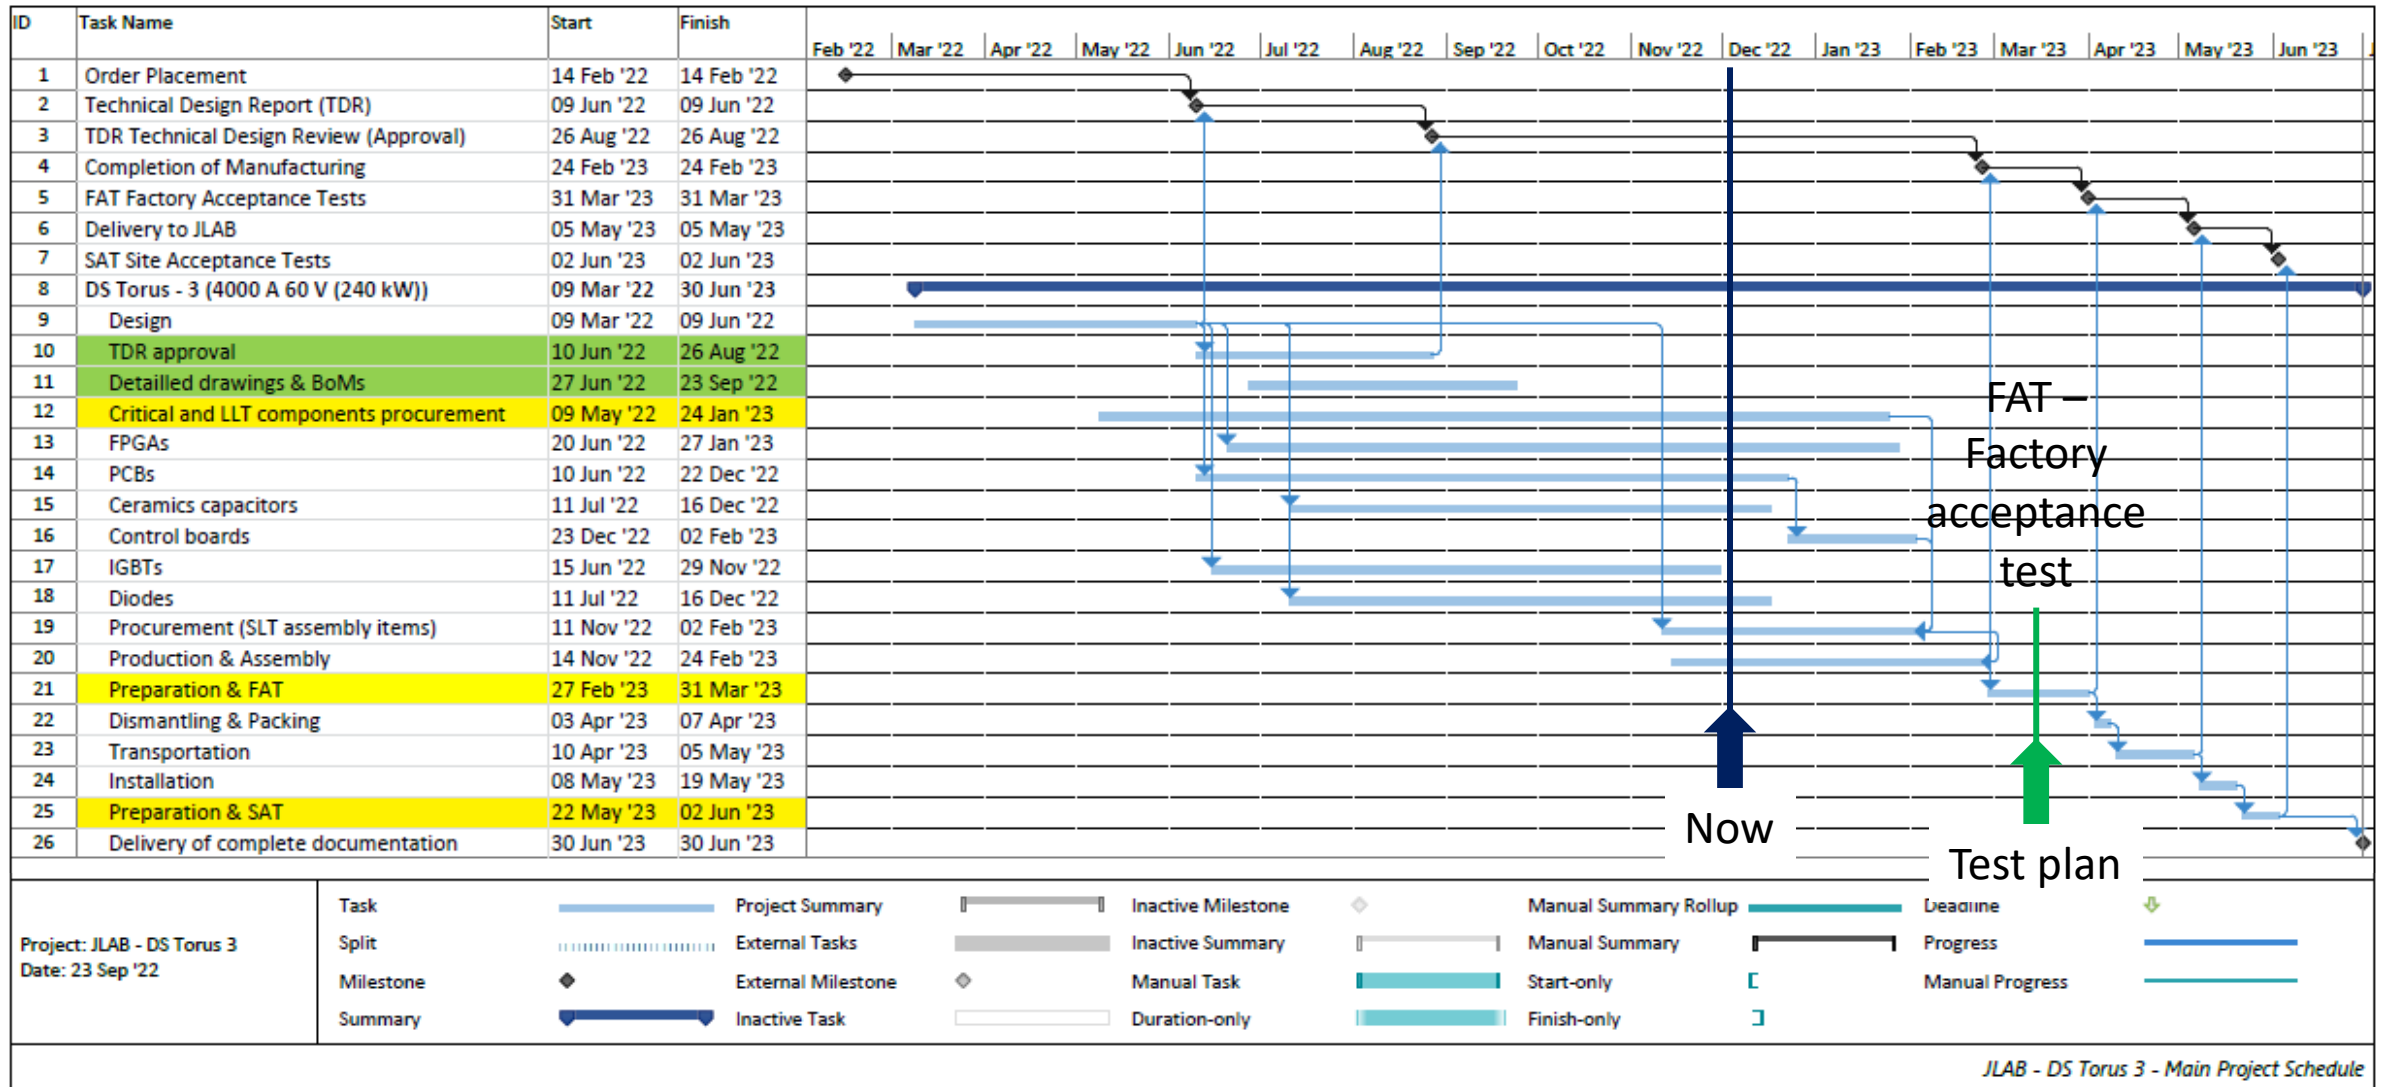 ID Task Name Start Finish
Feb '22 Mar '22 Apr '22 May '22 Jun '22 Jul '22 Aug '22 Sep '22 Oct '22 Nov '22 Dec '22 Jan '23 Feb '23 Mar '23 Apr '23 May '23 Jun '23
1 Order Placement 14 Feb '22 14 Feb '22
2 Technical Design Report (TDR) 09 Jun '22 09 Jun '22
3 TDR Technical Design Review (Approval) 26 Aug '22 26 Aug '22
4 Completion of Manufacturing 24 Feb '23 24 Feb '23
5 FAT Factory Acceptance Tests 31 Mar '23 31 Mar '23
6 Delivery to JLAB 05 May '23 05 May '23
7 SAT Site Acceptance Tests 02 Jun '23 02 Jun '23
8 DS Torus - 3 (4000 A 60 V (240 kW)) 09 Mar '22 30 Jun '23
9 Design 09 Mar '22 09 Jun '22
10 TDR approval 10 Jun '22 26 Aug '22
11 Detailled drawings & BoMs 27 Jun '22 23 Sep '22
12 Critical and LLT components procurement 09 May '22 24 Jan '23
13 FPGAs 20 Jun '22 27 Jan '23
14 PCBs 10 Jun '22 22 Dec '22
15 Ceramics capacitors 11 Jul '22 16 Dec '22
16 Control boards 23 Dec '22 02 Feb '23
17 IGBTs 15 Jun '22 29 Nov '22
18 Diodes 11 Jul '22 16 Dec '22
19 Procurement (SLT assembly items) 11 Nov '22 02 Feb '23
20 Production & Assembly 14 Nov '22 24 Feb '23
21 Preparation & FAT 27 Feb '23 31 Mar '23
22 Dismantling & Packing 03 Apr '23 07 Apr '23
23 Transportation 10 Apr '23 05 May '23
24 Installation 08 May '23 19 May '23
25 Preparation & SAT 22 May '23 02 Jun '23
26 Delivery of complete documentation 30 Jun '23 30 Jun '23
FAT –
Factory
acceptance
test
Now
Test plan
Project: JLAB - DS Torus 3
Date: 23 Sep '22
Task Project Summary Inactive Milestone Manual Summary Rollup Deadline
Split External Tasks Inactive Summary Manual Summary Progress
Milestone External Milestone Manual Task Start-only Manual Progress
Summary Inactive Task Duration-only Finish-only
JLAB - DS Torus 3 - Main Project Schedule